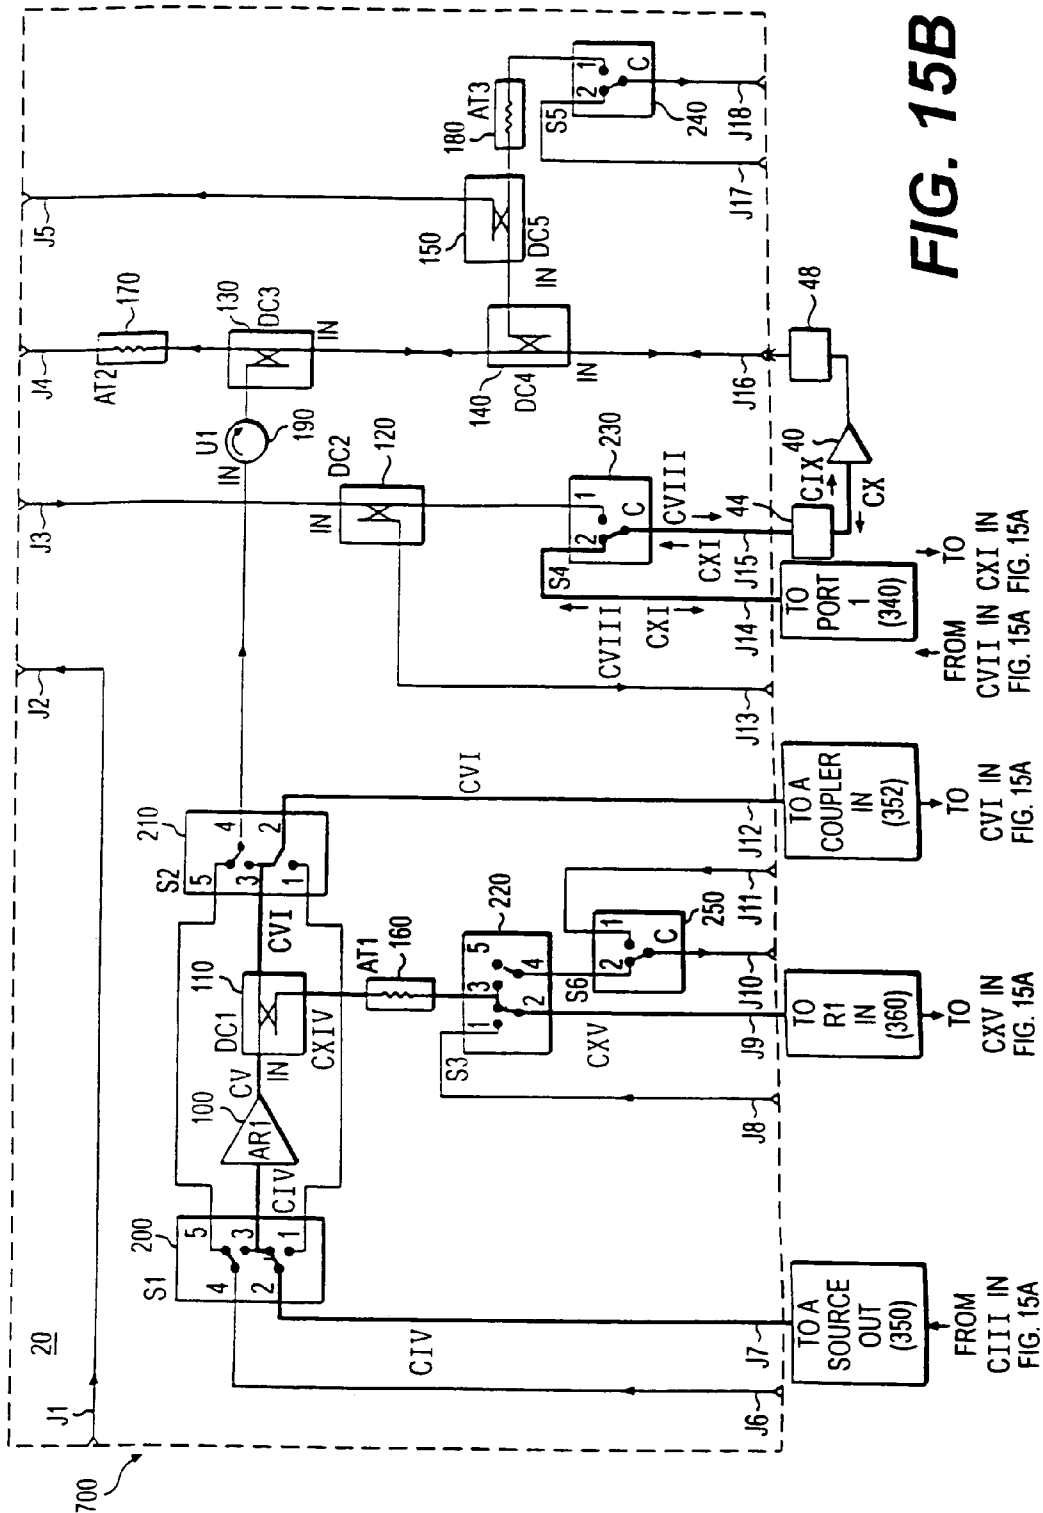 700
20
J1
J2
J3
J4
J5
S1
200
5
3
1
4
2
CIV
CIV
100
AR1
CV
IN
DC1
110
CVI
CXIV
S2
210
5
3
1
4
2
CVI
AT1
160
S3
220
1
3
5
2
4
CXV
S6
250
2
1
C
U1
IN
190
IN
DC2
120
AT2
170
130
DC3
IN
140
DC4
IN
150
DC5
IN
180
AT3
S5
240
2
1
C
S4
230
2
1
C
CVIII
CXI
CXI
CVIII
J6
J7
J8
J9
J10
J11
J12
J13
J14
J15
J16
J17
J18
44
CIX
CX
40
48
TO A
SOURCE
OUT
(350)
FROM
CIII IN
FIG. 15A
TO
R1
IN
(360)
TO
CXV IN
FIG. 15A
TO A
COUPLER
IN
(352)
TO
CVI IN
FIG. 15A
TO
PORT
1
(340)
FROM
CVII IN
FIG. 15A
TO
CXI IN
FIG. 15A
FIG. 15B